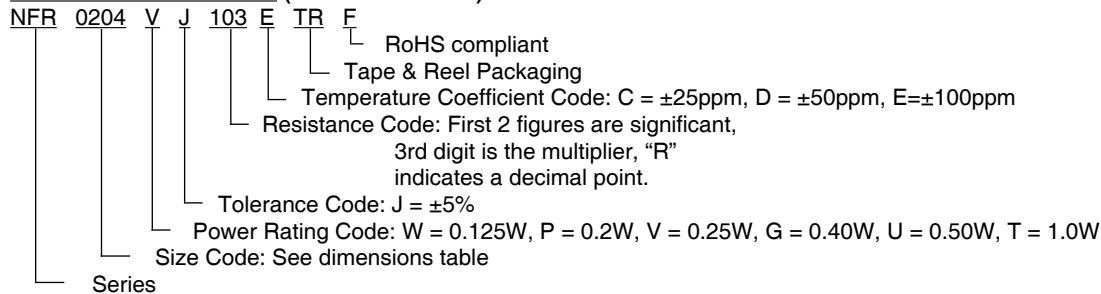 NFR 0204 V J 103 E TR F
RoHS compliant
Tape & Reel Packaging
Temperature Coefficient Code: C = ±25ppm, D = ±50ppm, E=±100ppm
Resistance Code: First 2 figures are significant,
3rd digit is the multiplier, “R”
indicates a decimal point.
Tolerance Code: J = ±5%
Power Rating Code: W = 0.125W, P = 0.2W, V = 0.25W, G = 0.40W, U = 0.50W, T = 1.0W
Size Code: See dimensions table
Series